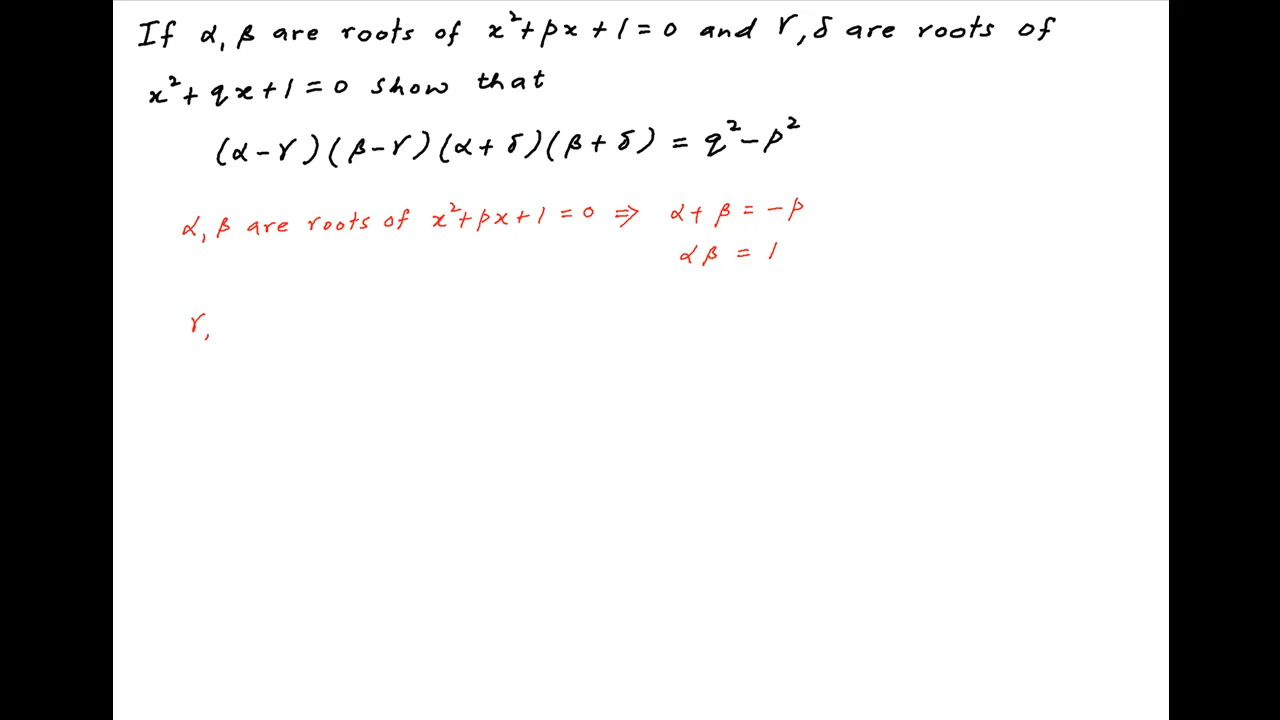 If α, β are roots of x²+px+1=0 and γ, δ are roots of
x²+qx+1=0 show that
(α-γ)(β-γ)(α+δ)(β+δ) = q²-p²
α, β are roots of x²+px+1=0 ⇒ α+β=-p
αβ = 1
γ,